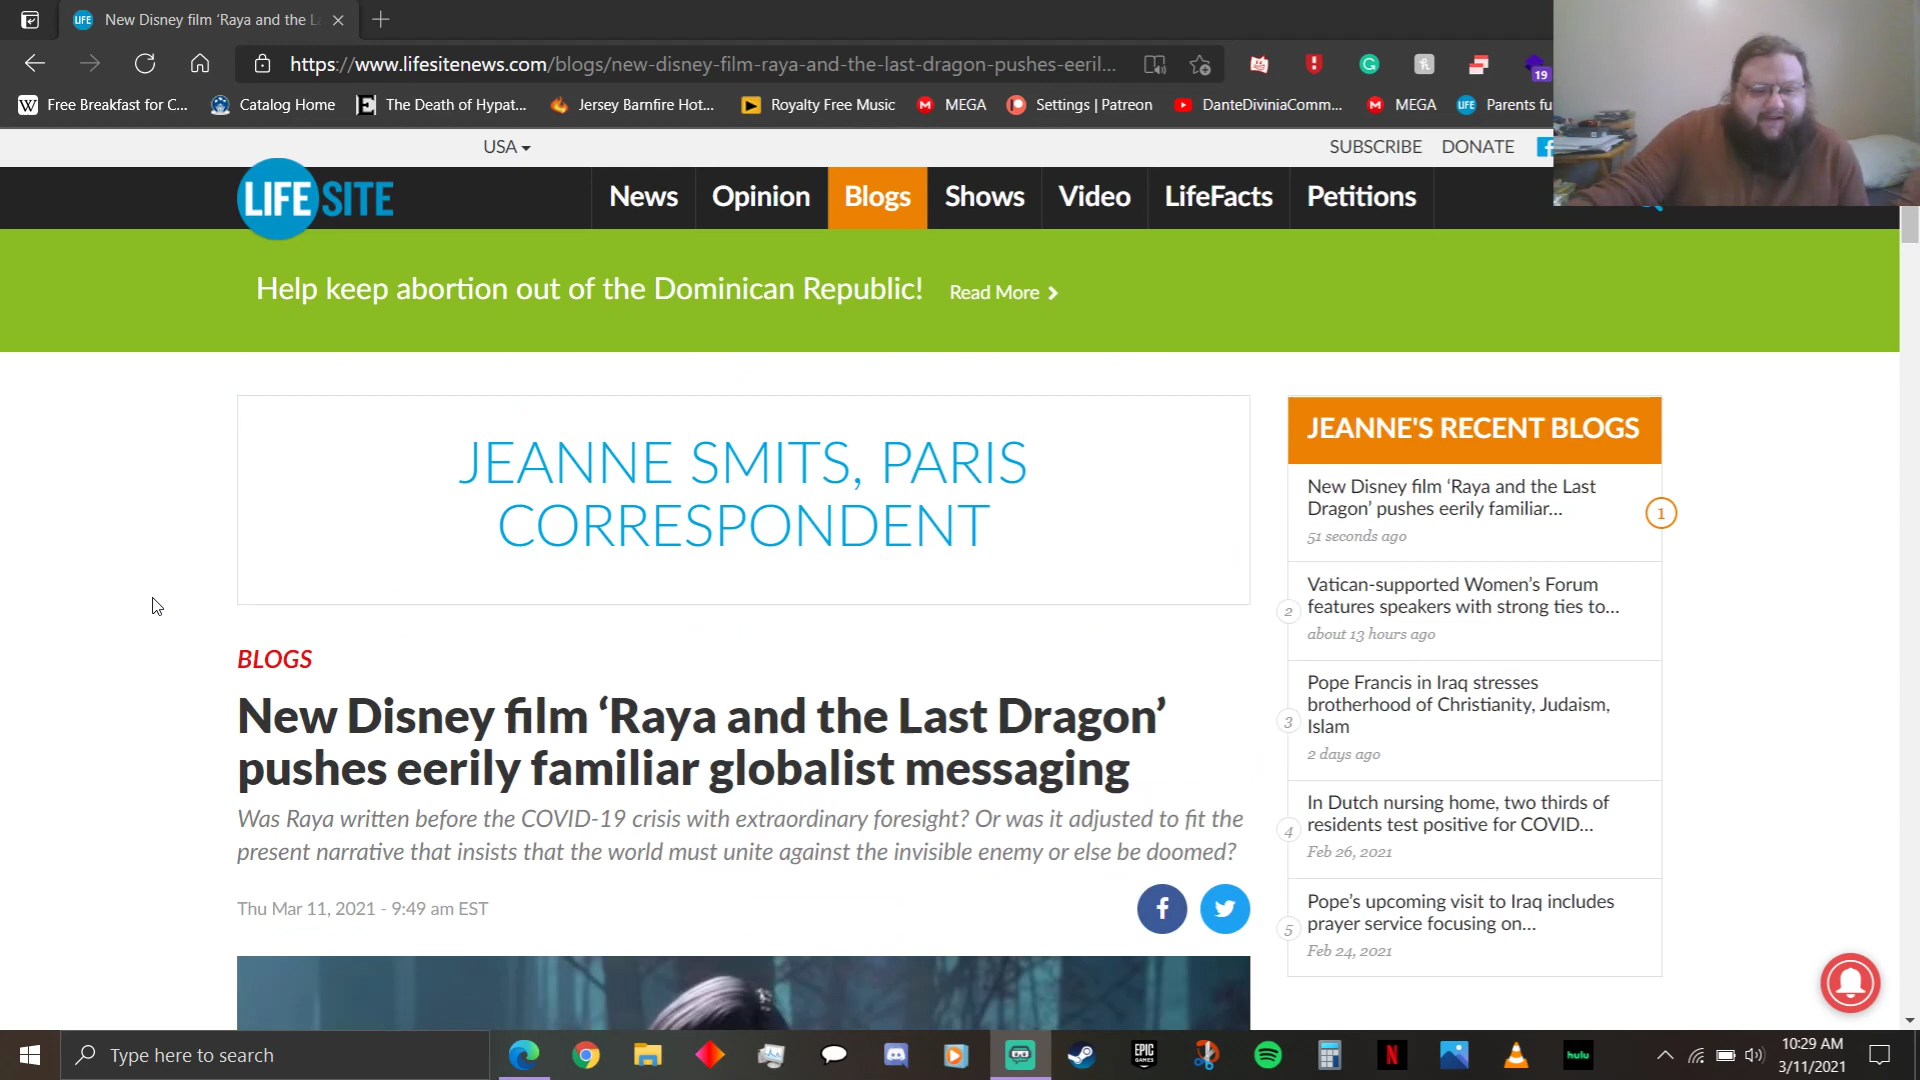 New Disney film ‘Raya and the L
https://www.lifesitenews.com/blogs/new-disney-film-raya-and-the-last-dragon-pushes-eeril...
19
Free Breakfast for C...
Catalog Home
The Death of Hypat...
Jersey Barnfire Hot...
Royalty Free Music
MEGA
Settings | Patreon
DanteDiviniaComm...
MEGA
Parents fu
USA
SUBSCRIBE
DONATE
LIFESITE
News
Opinion
Blogs
Shows
Video
LifeFacts
Petitions
Help keep abortion out of the Dominican Republic!
Read More
JEANNE SMITS, PARIS
CORRESPONDENT
BLOGS
New Disney film ‘Raya and the Last Dragon’
pushes eerily familiar globalist messaging
Was Raya written before the COVID-19 crisis with extraordinary foresight? Or was it adjusted to fit the
present narrative that insists that the world must unite against the invisible enemy or else be doomed?
Thu Mar 11, 2021 - 9:49 am EST
JEANNE'S RECENT BLOGS
New Disney film ‘Raya and the Last
Dragon’ pushes eerily familiar...
51 seconds ago
1
Vatican-supported Women’s Forum
features speakers with strong ties to...
about 13 hours ago
2
Pope Francis in Iraq stresses
brotherhood of Christianity, Judaism,
Islam
2 days ago
3
In Dutch nursing home, two thirds of
residents test positive for COVID...
Feb 26, 2021
4
Pope’s upcoming visit to Iraq includes
prayer service focusing on...
Feb 24, 2021
5
Type here to search
EPIC
GAMES
hulu
10:29 AM
3/11/2021